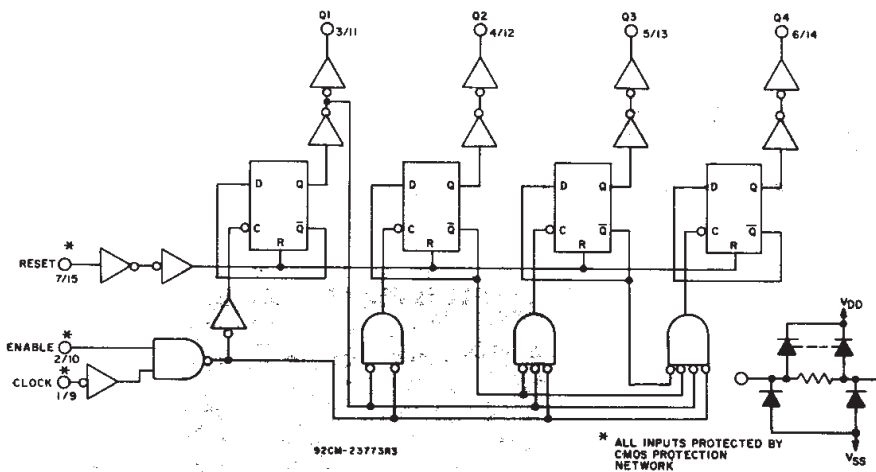 Q1
3/11
Q2
4/12
Q3
5/13
Q4
6/14
D Q
C Q̅
R
D Q
C Q̅
R
D Q
C Q̅
R
D Q
C Q̅
R
*
RESET
7/15
*
ENABLE
2/10
*
CLOCK
1/9
VDD
VSS
92CM-23773R3
* ALL INPUTS PROTECTED BY
CMOS PROTECTION
NETWORK